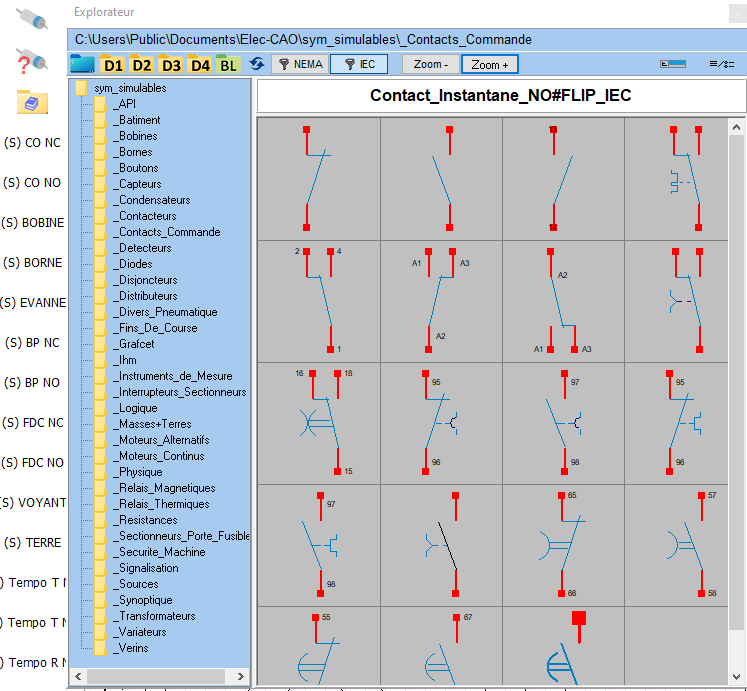 Explorateur
C:\Users\Public\Documents\Elec-CAO\sym_simulables\_Contacts_Commande
D1 D2 D3 D4 BL NEMA IEC Zoom - Zoom +
Contact_Instantane_NO#FLIP_IEC
(S) CO NC
(S) CO NO
(S) BOBINE
(S) BORNE
(S) EVANNE
(S) BP NC
(S) BP NO
(S) FDC NC
(S) FDC NO
(S) VOYANT
(S) TERRE
) Tempo T N
) Tempo T N
) Tempo R N
sym_simulables
_API
_Batiment
_Bobines
_Bornes
_Boutons
_Capteurs
_Condensateurs
_Contacteurs
_Contacts_Commande
_Detecteurs
_Diodes
_Disjoncteurs
_Distributeurs
_Divers_Pneumatique
_Fins_De_Course
_Grafcet
_Ihm
_Instruments_de_Mesure
_Interrupteurs_Sectionneurs
_Logique
_Masses+Terres
_Moteurs_Alternatifs
_Moteurs_Continus
_Physique
_Relais_Magnetiques
_Relais_Thermiques
_Resistances
_Sectionneurs_Porte_Fusible
_Securite_Machine
_Signalisation
_Sources
_Synoptique
_Transformateurs
_Variateurs
_Verins
2 4
1
A1 A3
A2
A2
A1 A3
16 18
15
95
96
97
98
95
96
97
98
65
66
57
58
55
67